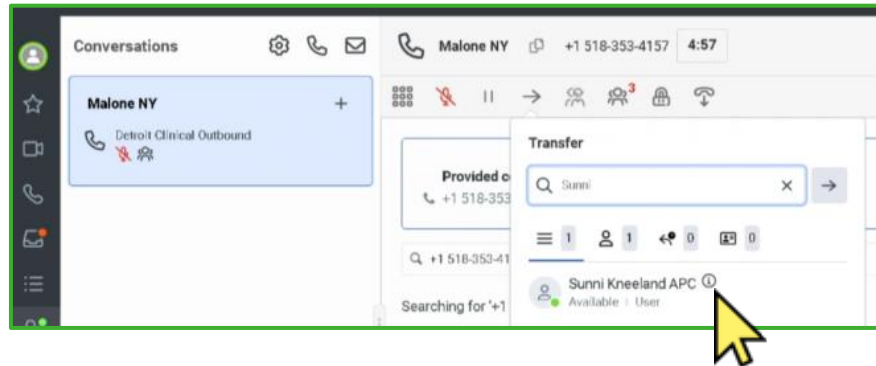 Conversations
Malone NY +1 518-353-4157 4:57
Malone NY
Detroit Clinical Outbound
3
Transfer
Provided c
+1 518-353
Sunni
1 1 0 0
+1 518-353-41
Sunni Kneeland APC
Searching for '+1
Available | User